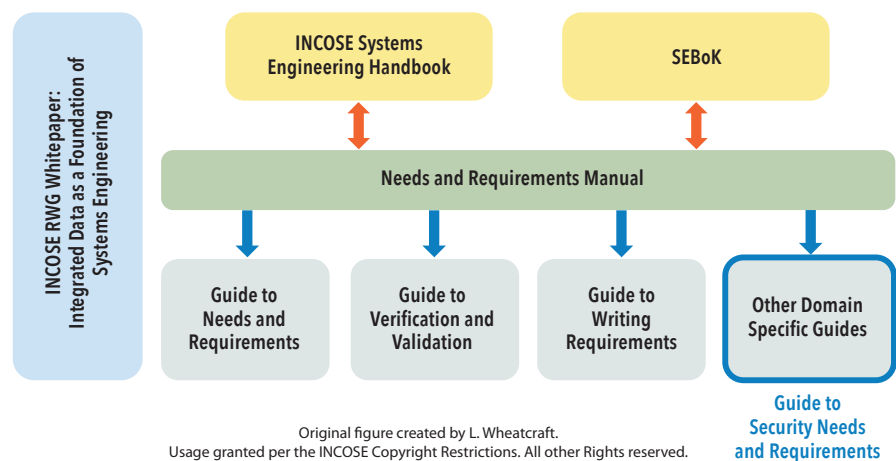 INCOSE RWG Whitepaper:
Integrated Data as a Foundation of
Systems Engineering
INCOSE Systems
Engineering Handbook
SEBoK
Needs and Requirements Manual
Guide to
Needs and
Requirements
Guide to
Verification and
Validation
Guide to
Writing
Requirements
Other Domain
Specific Guides
Guide to
Security Needs
and Requirements
Original figure created by L. Wheatcraft.
Usage granted per the INCOSE Copyright Restrictions. All other Rights reserved.